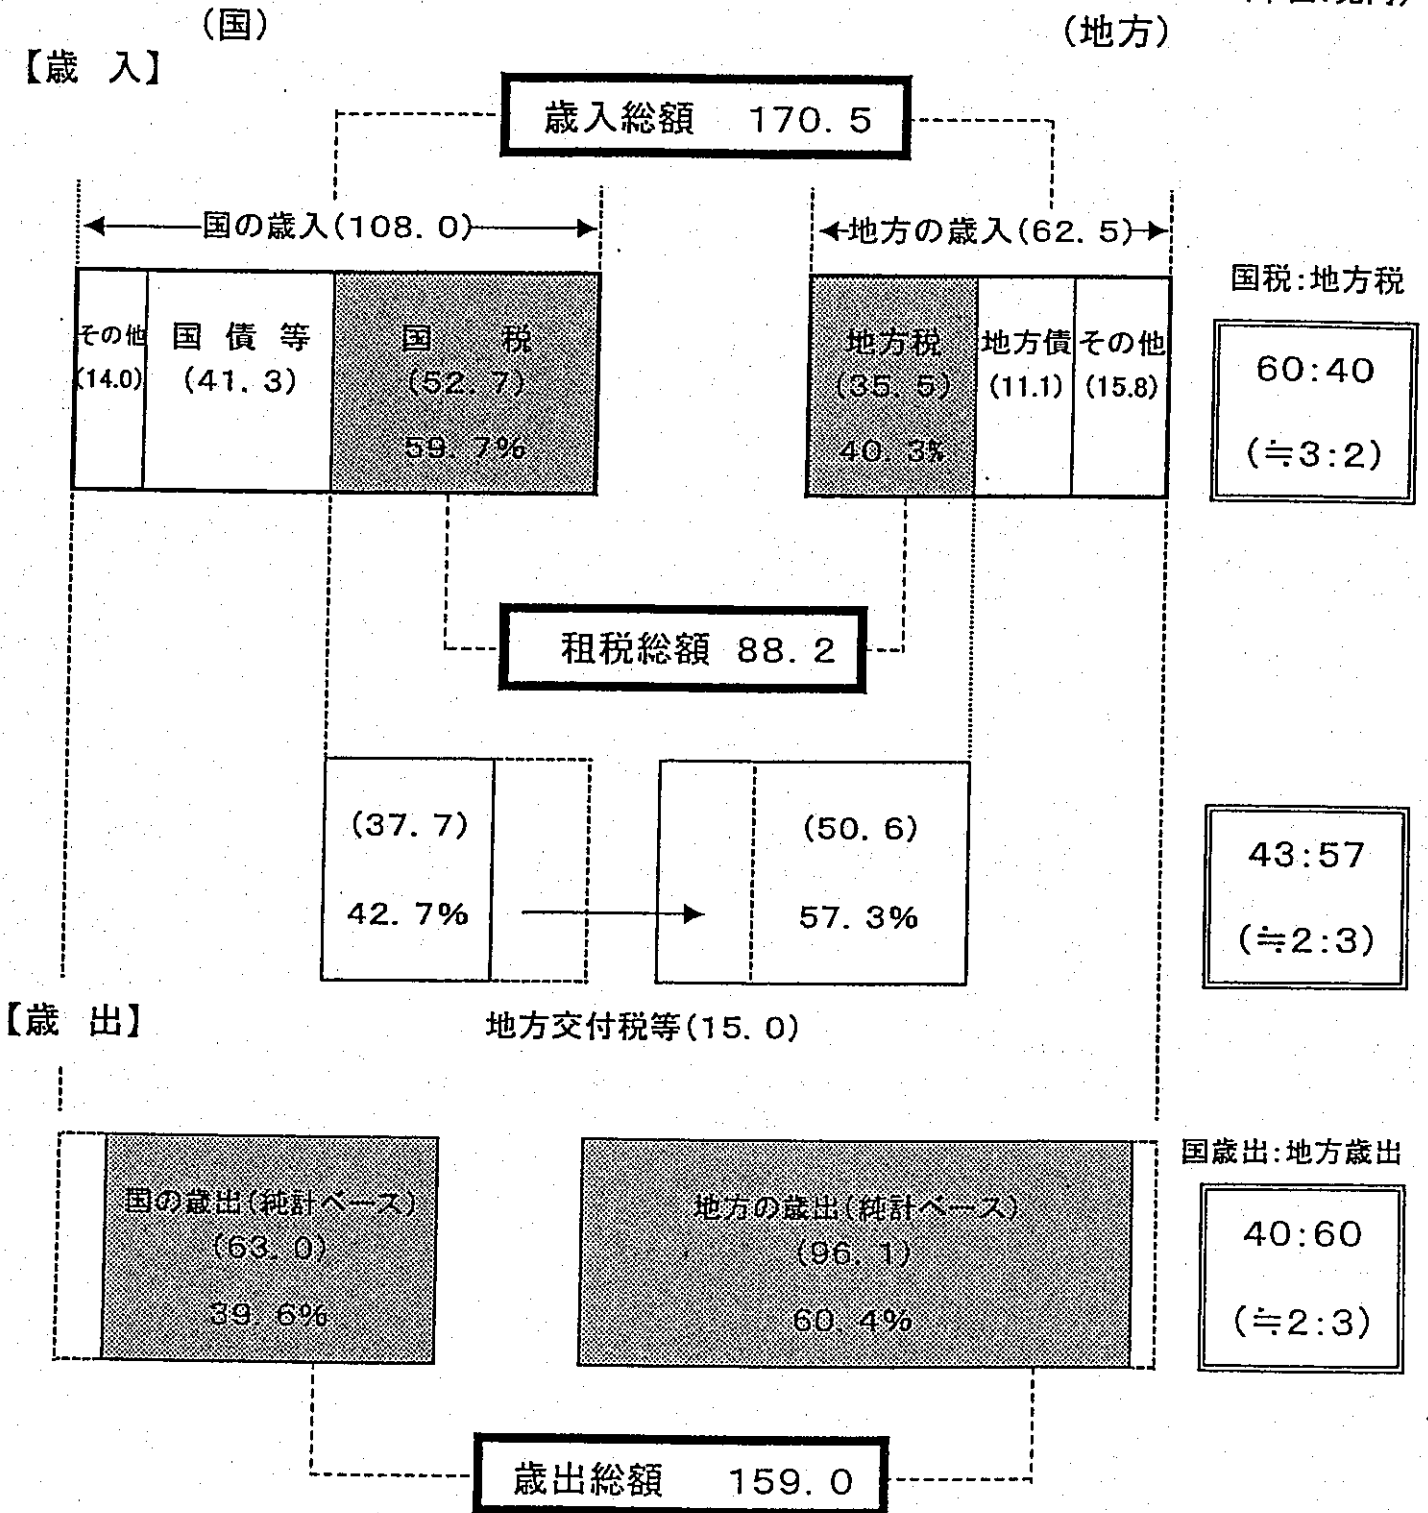 （国）
（地方）
【歳 入】
歳入総額 170.5
国の歳入(108.0)
地方の歳入(62.5)
国税:地方税
その他
(14.0)
国 債 等
(41.3)
国 税
(52.7)
59.7%
地方税
(35.5)
40.3%
地方債
(11.1)
その他
(15.8)
60:40
(≒3:2)
租税総額 88.2
(37.7)
42.7%
(50.6)
57.3%
43:57
(≒2:3)
【歳 出】
地方交付税等(15.0)
国歳出:地方歳出
国の歳出(純計ベース)
(63.0)
39.6%
地方の歳出(純計ベース)
(96.1)
60.4%
40:60
(≒2:3)
歳出総額 159.0